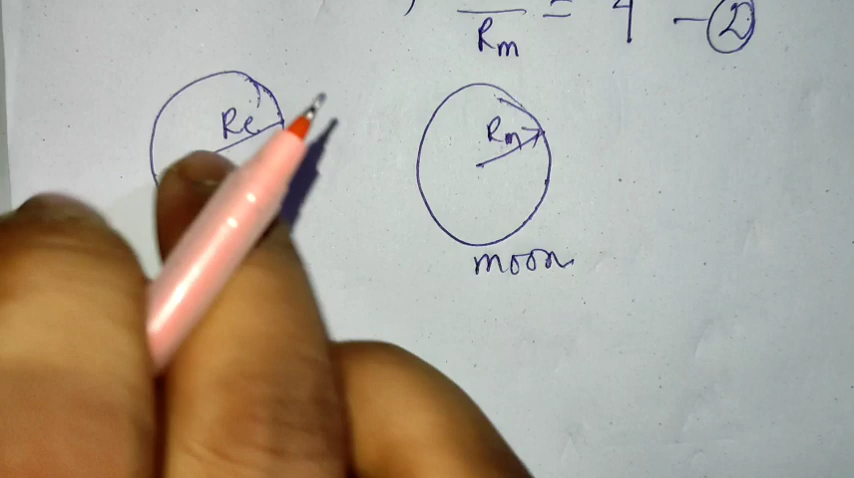 Rm = 4 - ②
Re
Rm
moon